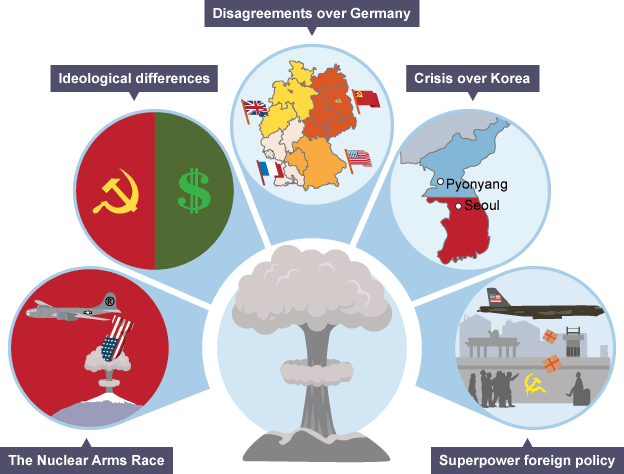 Disagreements over Germany
Ideological differences
Crisis over Korea
Pyonyang
Seoul
$
®
The Nuclear Arms Race
Superpower foreign policy